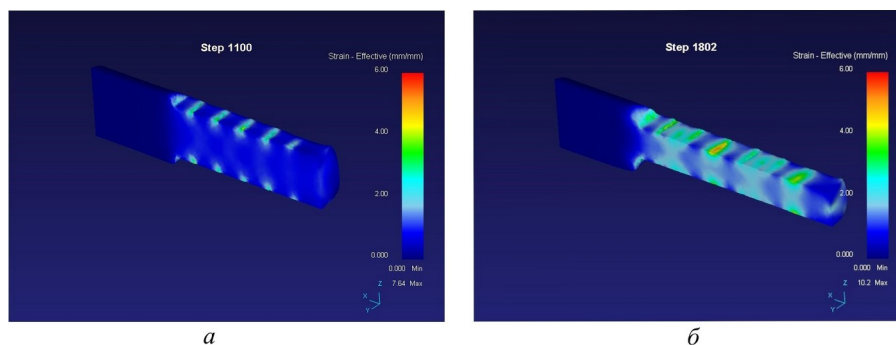 Step 1100
Strain - Effective (mm/mm)
6.00
4.00
2.00
0.000
0.000 Min
7.64 Max
Z
X
Y
Step 1802
Strain - Effective (mm/mm)
6.00
4.00
2.00
0.000
0.000 Min
10.2 Max
Z
X
Y
а
б